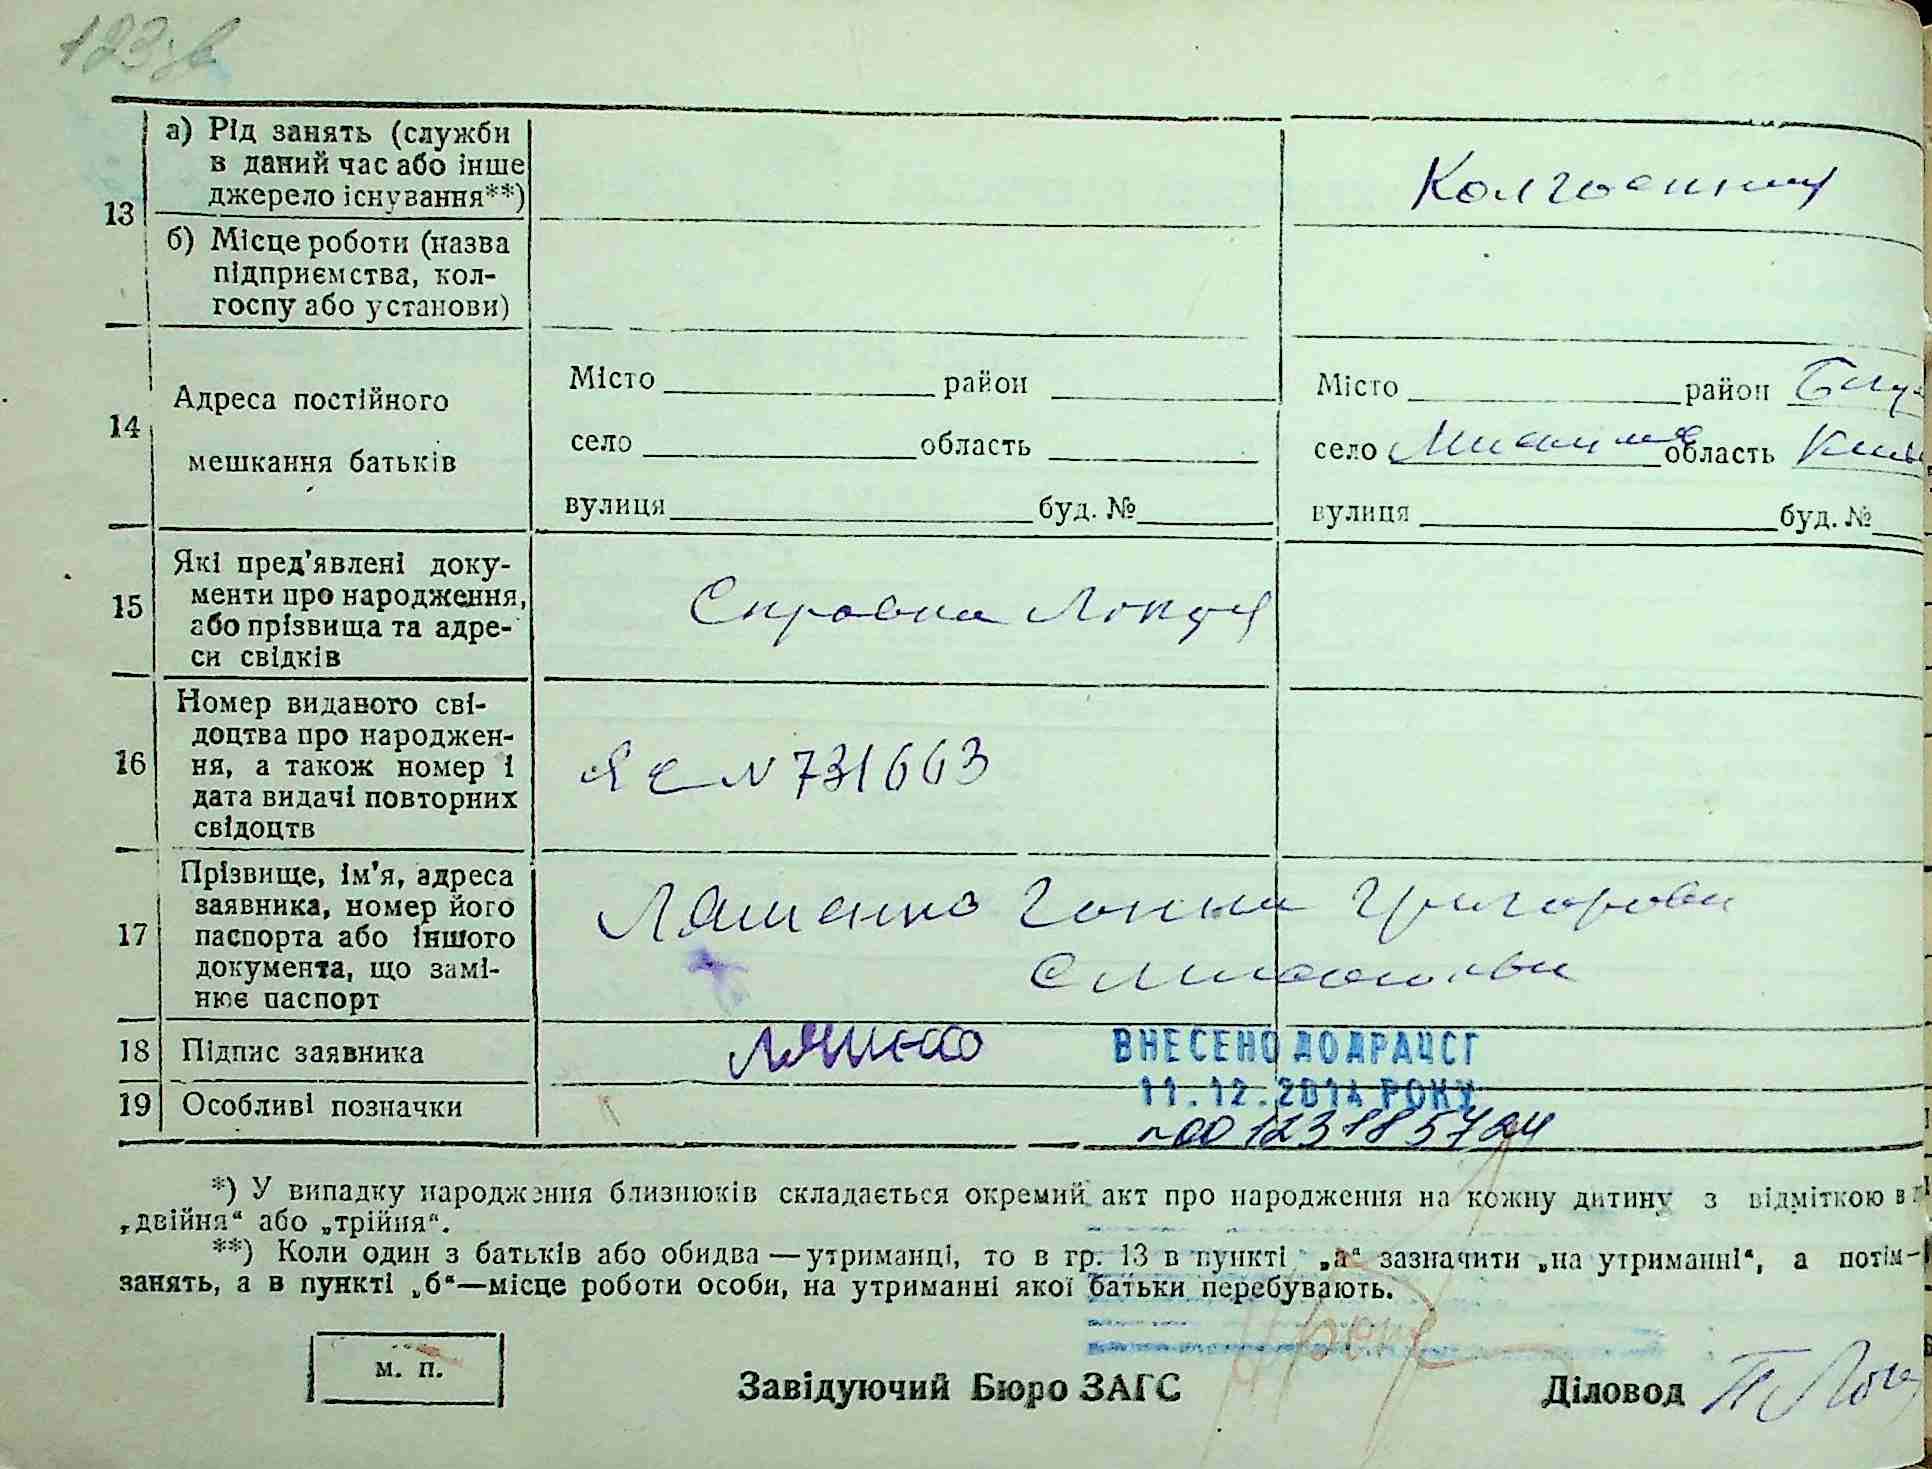 123 зв
13 а) Рід занять (служби
в даний час або інше
джерело існування**)
б) Місце роботи (назва
підприємства, кол-
госпу або установи)
14 Адреса постійного
мешкання батьків
Місто район
село область
вулиця буд. №
Місто район
село область
вулиця буд. №
15 Які пред'явлені доку-
менти про народження,
або прізвища та адре-
си свідків
Справка
16 Номер виданого сві-
доцтва про народжен-
ня, а також номер і
дата видачі повторних
свідоцтв
ЯЕ N 731663
17 Прізвище, ім'я, адреса
заявника, номер його
паспорта або іншого
документа, що замі-
нює паспорт
Ляшенко Ганна
18 Підпис заявника
ВНЕСЕНО ДО ДРАЦСГ
19 Особливі позначки
11.12.2014 РОКУ
*) У випадку народження близнюків складається окремий акт про народження на кожну дитину з відміткою в
„двійня“ або „трійня“.
**) Коли один з батьків або обидва—утриманці, то в гр. 13 в пункті „а“ зазначити „на утриманні“, а потім—
занять, а в пункті „б“—місце роботи особи, на утриманні якої батьки перебувають.
м. п.
Завідуючий Бюро ЗАГС
Діловод